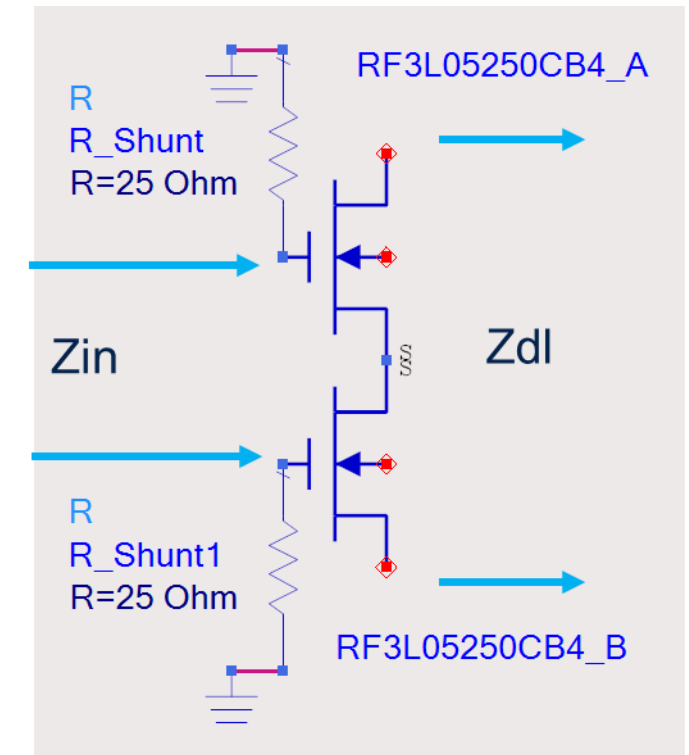 RF3L05250CB4_A
R
R_Shunt
R=25 Ohm
Zin
Zdl
S
S
R
R_Shunt1
R=25 Ohm
RF3L05250CB4_B